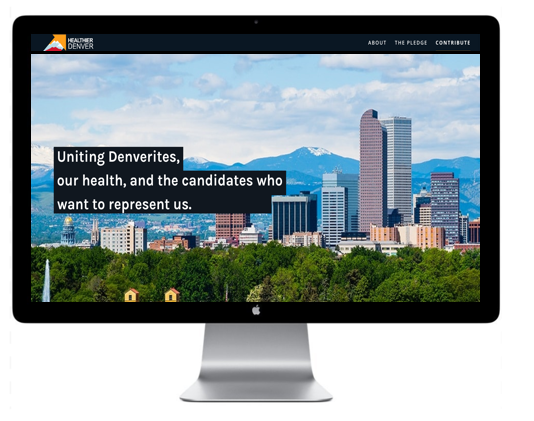 HEALTHIER
DENVER
ABOUT THE PLEDGE CONTRIBUTE
Uniting Denverites,
our health, and the candidates who
want to represent us.